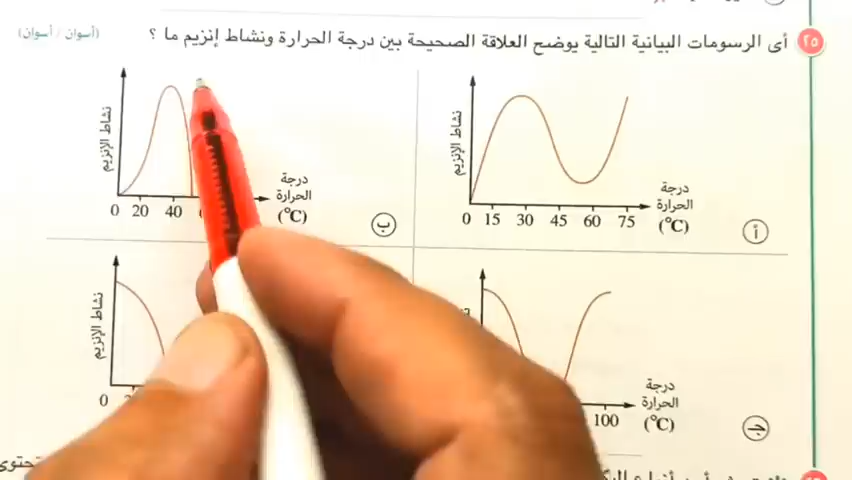 ٢٥ أى الرسومات البيانية التالية يوضح العلاقة الصحيحة بين درجة الحرارة ونشاط إنزيم ما ؟ (أسوان / أسوان)
نشاط الإنزيم
0 15 30 45 60 75
درجة
الحرارة
(°C)
أ
نشاط الإنزيم
0 20 40
درجة
الحرارة
(°C)
ب
100
درجة
الحرارة
(°C)
جـ
نشاط الإنزيم
0